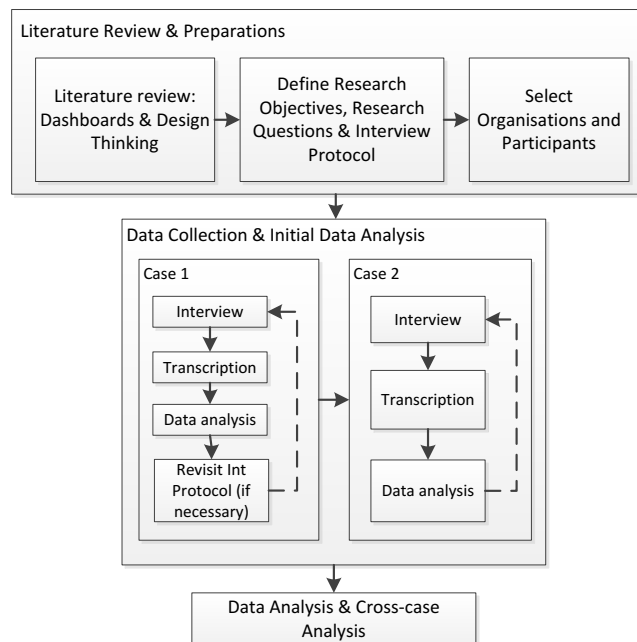 Literature Review & Preparations
Literature review:
Dashboards & Design
Thinking
Define Research
Objectives, Research
Questions & Interview
Protocol
Select
Organisations and
Participants
Data Collection & Initial Data Analysis
Case 1
Interview
Transcription
Data analysis
Revisit Int
Protocol (if
necessary)
Case 2
Interview
Transcription
Data analysis
Data Analysis & Cross-case
Analysis